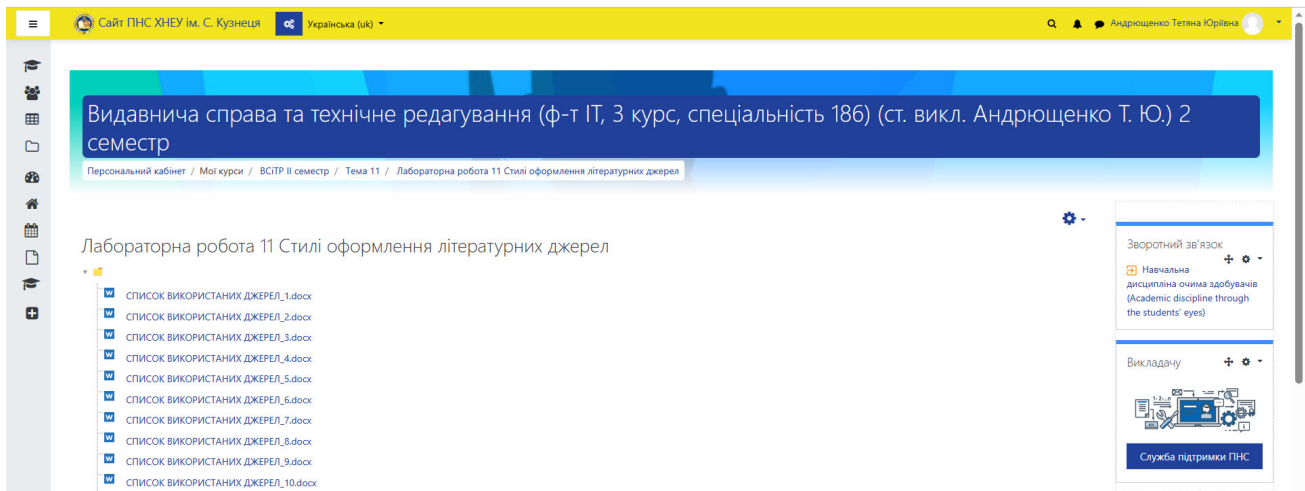 Сайт ПНС ХНЕУ ім. С. Кузнеця
Українська (uk)
Андрющенко Тетяна Юріївна
Видавнича справа та технічне редагування (ф-т ІТ, 3 курс, спеціальність 186) (ст. викл. Андрющенко Т. Ю.) 2
семестр
Персональний кабінет / Мої курси / ВСіТР ІІ семестр / Тема 11 / Лабораторна робота 11 Стилі оформлення літературних джерел
Лабораторна робота 11 Стилі оформлення літературних джерел
СПИСОК ВИКОРИСТАНИХ ДЖЕРЕЛ_1.docx
СПИСОК ВИКОРИСТАНИХ ДЖЕРЕЛ_2.docx
СПИСОК ВИКОРИСТАНИХ ДЖЕРЕЛ_3.docx
СПИСОК ВИКОРИСТАНИХ ДЖЕРЕЛ_4.docx
СПИСОК ВИКОРИСТАНИХ ДЖЕРЕЛ_5.docx
СПИСОК ВИКОРИСТАНИХ ДЖЕРЕЛ_6.docx
СПИСОК ВИКОРИСТАНИХ ДЖЕРЕЛ_7.docx
СПИСОК ВИКОРИСТАНИХ ДЖЕРЕЛ_8.docx
СПИСОК ВИКОРИСТАНИХ ДЖЕРЕЛ_9.docx
СПИСОК ВИКОРИСТАНИХ ДЖЕРЕЛ_10.docx
Зворотний зв'язок
Навчальна
дисципліна очима здобувачів
(Academic discipline through
the students' eyes)
Викладачу
Служба підтримки ПНС